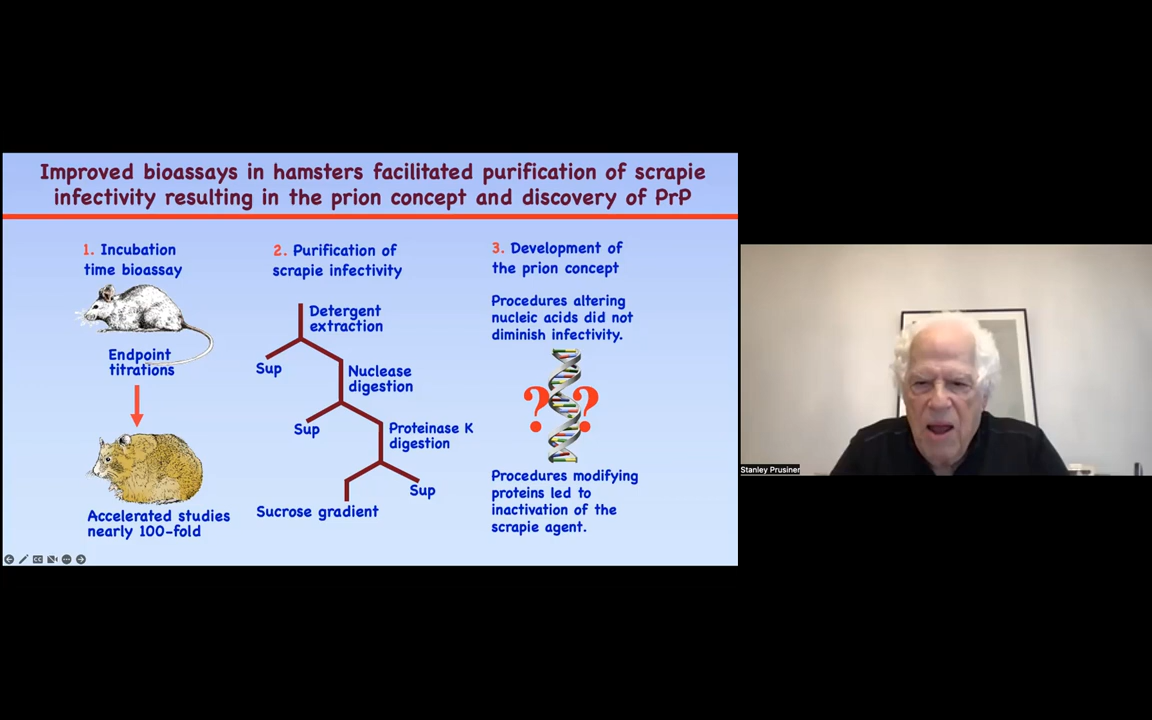 Improved bioassays in hamsters facilitated purification of scrapie
infectivity resulting in the prion concept and discovery of PrP
1. Incubation
time bioassay
Endpoint
titrations
Accelerated studies
nearly 100-fold
2. Purification of
scrapie infectivity
Detergent
extraction
Sup
Nuclease
digestion
Sup
Proteinase K
digestion
Sup
Sucrose gradient
3. Development of
the prion concept
Procedures altering
nucleic acids did not
diminish infectivity.
? ?
Procedures modifying
proteins led to
inactivation of the
scrapie agent.
CC
Stanley Prusiner